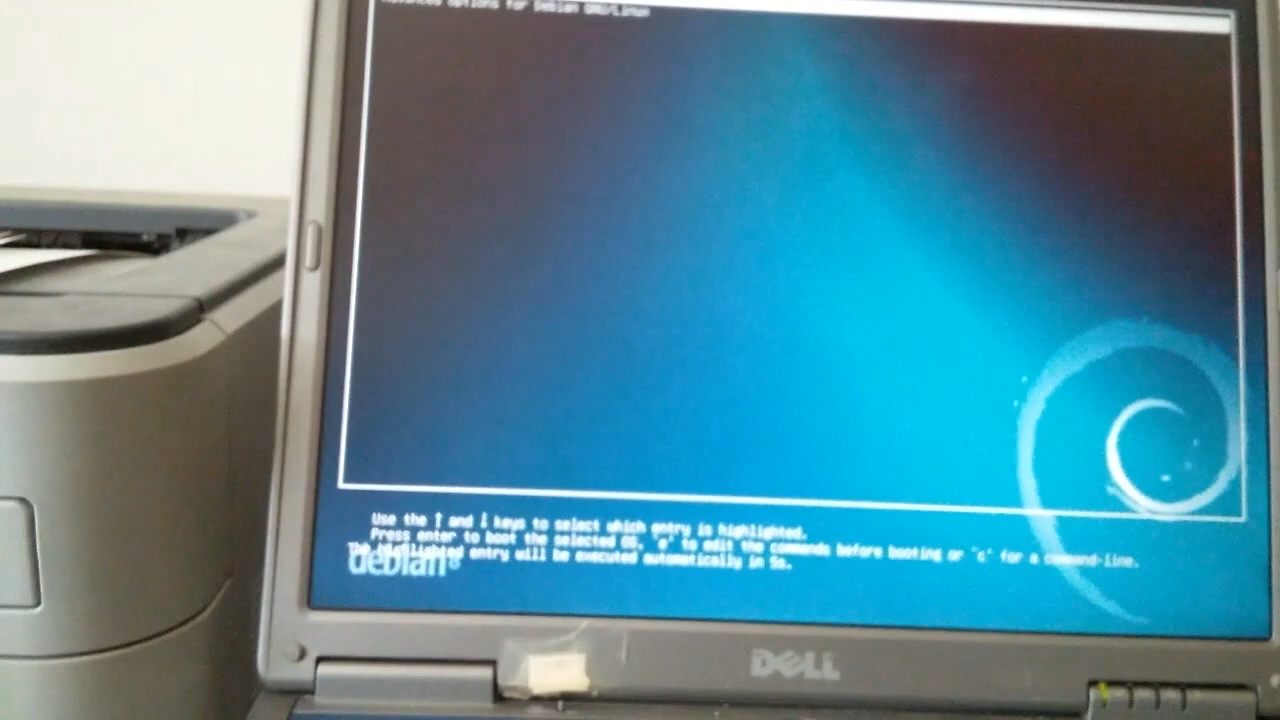 Advanced options for Debian GNU/Linux
Use the ↑ and ↓ keys to select which entry is highlighted.
Press enter to boot the selected OS, `e' to edit the commands before booting or `c' for a command-line.
The highlighted entry will be executed automatically in 5s.
debian 8
DELL